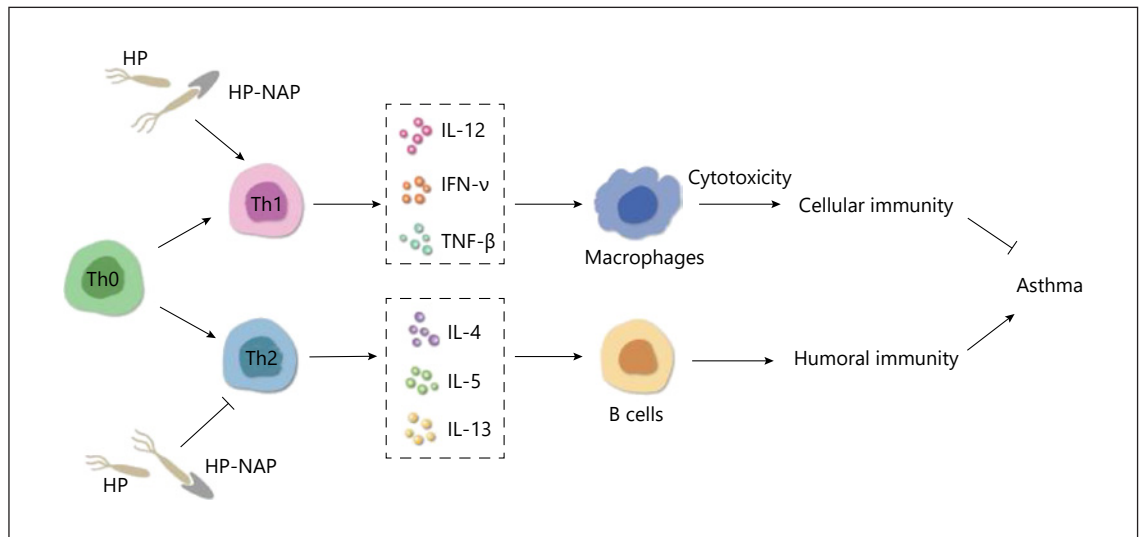 HP
HP-NAP
IL-12
IFN-ν
TNF-β
Th1
Macrophages
Cytotoxicity
Cellular immunity
Th0
Asthma
Th2
IL-4
IL-5
IL-13
B cells
Humoral immunity
HP-NAP
HP